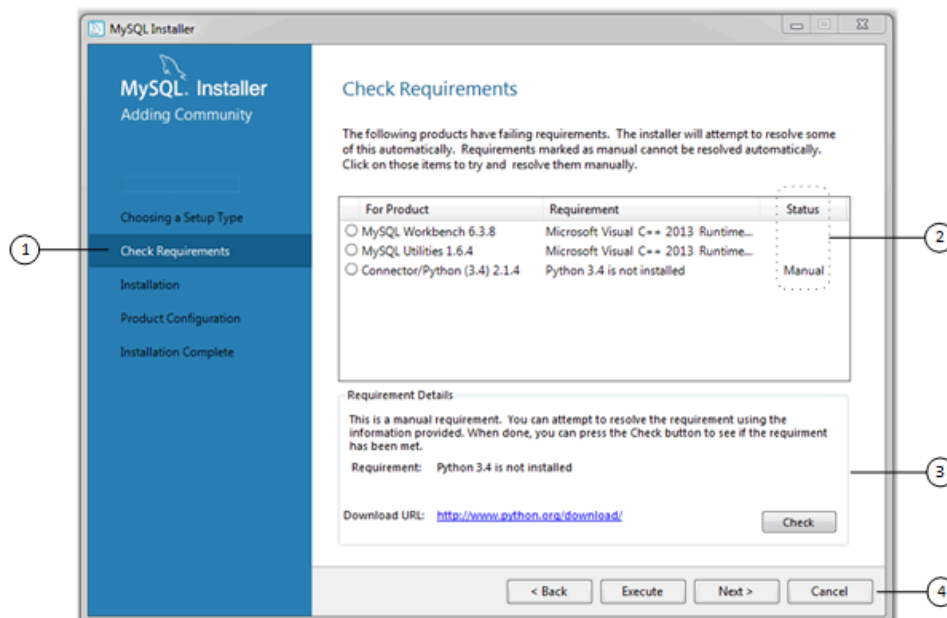 MySQL Installer
MySQL. Installer
Adding Community
Choosing a Setup Type
Check Requirements
Installation
Product Configuration
Installation Complete
Check Requirements
The following products have failing requirements. The installer will attempt to resolve some
of this automatically. Requirements marked as manual cannot be resolved automatically.
Click on those items to try and resolve them manually.
For Product Requirement Status
MySQL Workbench 6.3.8 Microsoft Visual C++ 2013 Runtime...
MySQL Utilities 1.6.4 Microsoft Visual C++ 2013 Runtime...
Connector/Python (3.4) 2.1.4 Python 3.4 is not installed Manual
Requirement Details
This is a manual requirement. You can attempt to resolve the requirement using the
information provided. When done, you can press the Check button to see if the requirment
has been met.
Requirement: Python 3.4 is not installed
Download URL: http://www.python.org/download/
Check
< Back Execute Next > Cancel
1
2
3
4